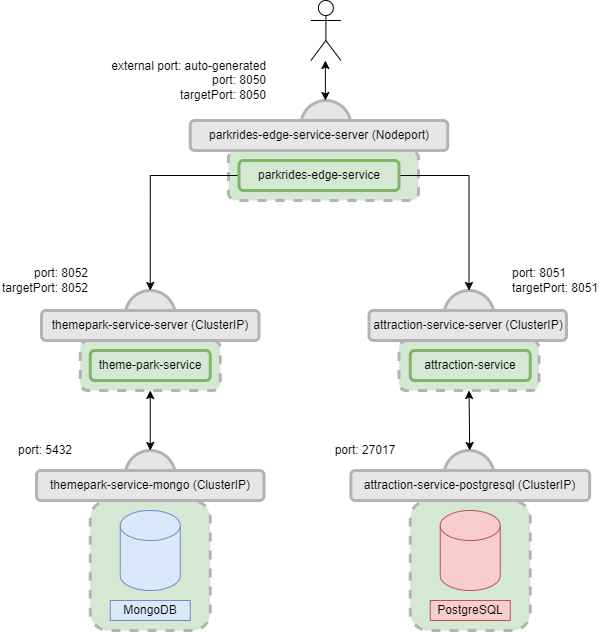 external port: auto-generated
port: 8050
targetPort: 8050
parkrides-edge-service-server (Nodeport)
parkrides-edge-service
port: 8052
targetPort: 8052
port: 8051
targetPort: 8051
themepark-service-server (ClusterIP)
attraction-service-server (ClusterIP)
theme-park-service
attraction-service
port: 5432
port: 27017
themepark-service-mongo (ClusterIP)
attraction-service-postgresql (ClusterIP)
MongoDB
PostgreSQL